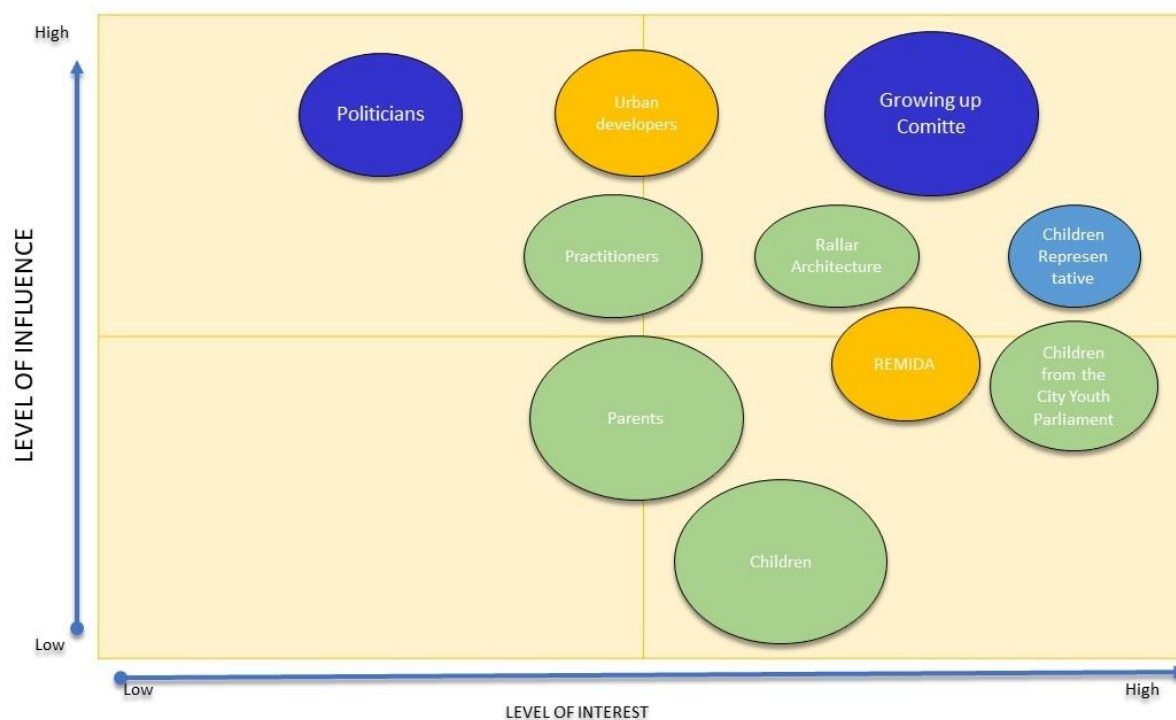 High
Politicians
Urban
developers
Growing up
Comitte
Practitioners
Rallar
Architecture
Children
Represen
tative
LEVEL OF INFLUENCE
REMIDA
Children
from the
City Youth
Parliament
Parents
Children
Low
Low
High
LEVEL OF INTEREST